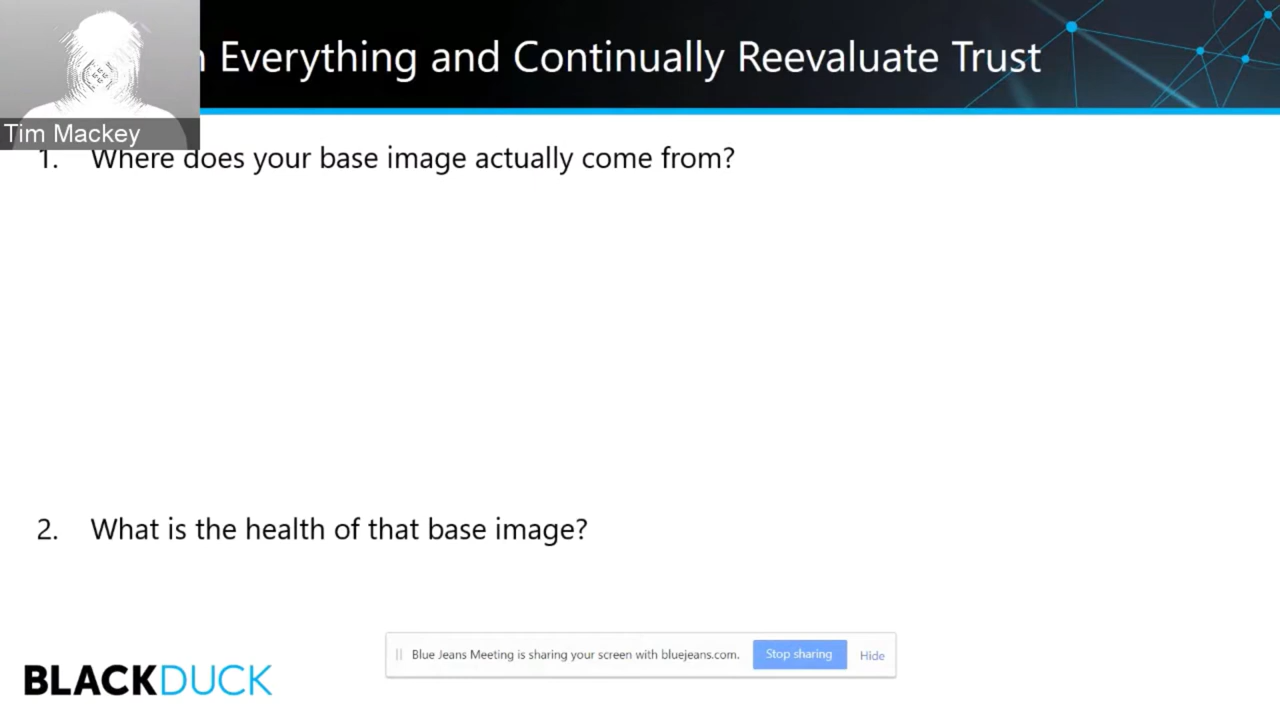 Everything and Continually Reevaluate Trust
Tim Mackey
1. Where does your base image actually come from?
2. What is the health of that base image?
Blue Jeans Meeting is sharing your screen with bluejeans.com. Stop sharing Hide
BLACKDUCK